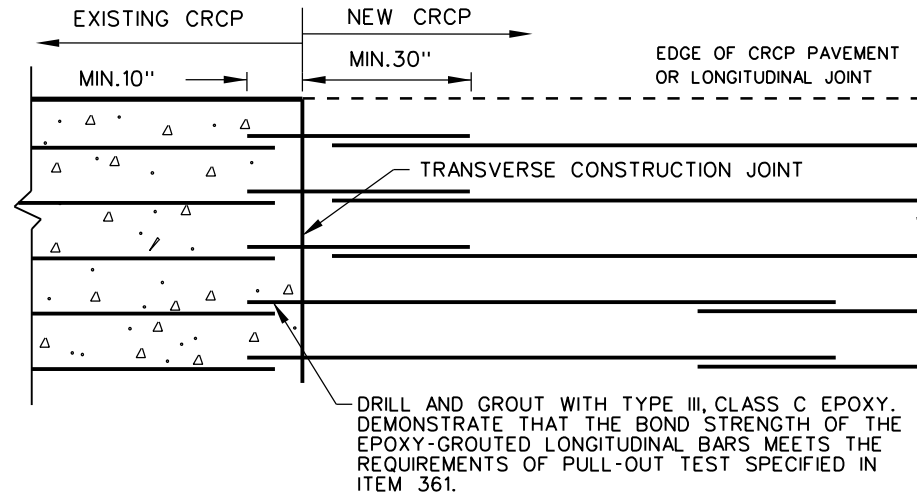 EXISTING CRCP
NEW CRCP
MIN.10"
MIN.30"
EDGE OF CRCP PAVEMENT
OR LONGITUDINAL JOINT
TRANSVERSE CONSTRUCTION JOINT
DRILL AND GROUT WITH TYPE III, CLASS C EPOXY.
DEMONSTRATE THAT THE BOND STRENGTH OF THE
EPOXY-GROUTED LONGITUDINAL BARS MEETS THE
REQUIREMENTS OF PULL-OUT TEST SPECIFIED IN
ITEM 361.